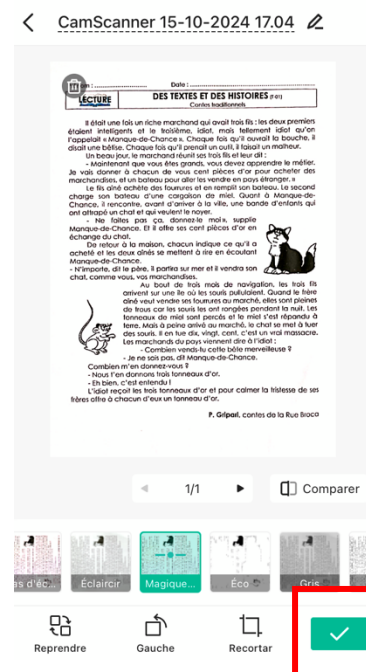 CamScanner 15-10-2024 17.04
Date :
LECTURE
DES TEXTES ET DES HISTOIRES
Contes traditionnels
Il était une fois un riche marchand qui avait trois fils : les deux premiers
étaient intelligents et le troisième, idiot, mais tellement idiot qu'on
l'appelait « Manque-de-Chance ». Chaque fois qu'il ouvrait la bouche, il
disait une bêtise. Chaque fois qu'il prenait un outil, il faisait un malheur.
Un beau jour, le marchand réunit ses trois fils et leur dit :
- Maintenant que vous êtes grands, vous devez apprendre le métier.
Je vais donner à chacun de vous cent pièces d'or pour acheter des
marchandises, et un bateau pour aller les vendre en pays étranger. »
Le fils aîné achète des fourrures et en remplit son bateau. Le second
charge son bateau d'une cargaison de miel. Quant à Manque-de-
Chance, il rencontre, avant d'arriver à la ville, une bande d'enfants qui
ont attrapé un chat et qui veulent le noyer.
- Ne faites pas ça, donnez-le moi », supplie
Manque-de-Chance. Et il offre ses cent pièces d'or en
échange du chat.
De retour à la maison, chacun indique ce qu'il a
acheté et les deux aînés se mettent à rire en écoutant
Manque-de-Chance.
- N'importe, dit le père, il partira sur mer et il vendra son
chat, comme vous, vos marchandises.
Au bout de trois mois de navigation, les trois fils
arrivent sur une île où les souris pullulaient. Quand le frère
aîné veut vendre ses fourrures au marché, elles sont pleines
de trous car les souris les ont rongées pendant la nuit. Les
tonneaux de miel sont percés et le miel s'est répandu à
terre. Mais à peine arrivé au marché, le chat se met à tuer
des souris. Il en tue dix, vingt, cent, c'est un vrai massacre.
Les marchands du pays viennent dire à l'idiot :
- Combien vends-tu cette bête merveilleuse ?
- Je ne sais pas, dit Manque-de-Chance.
Combien m'en donnez-vous ?
- Nous t'en donnons trois tonneaux d'or.
- Eh bien, c'est entendu !
L'idiot reçoit les trois tonneaux d'or et pour calmer la tristesse de ses
frères offre à chacun d'eux un tonneau d'or.
P. Gripari, contes de la Rue Broca
1/1
Comparer
Éclaircir
Magique...
Éco
Gris
Reprendre
Gauche
Recortar